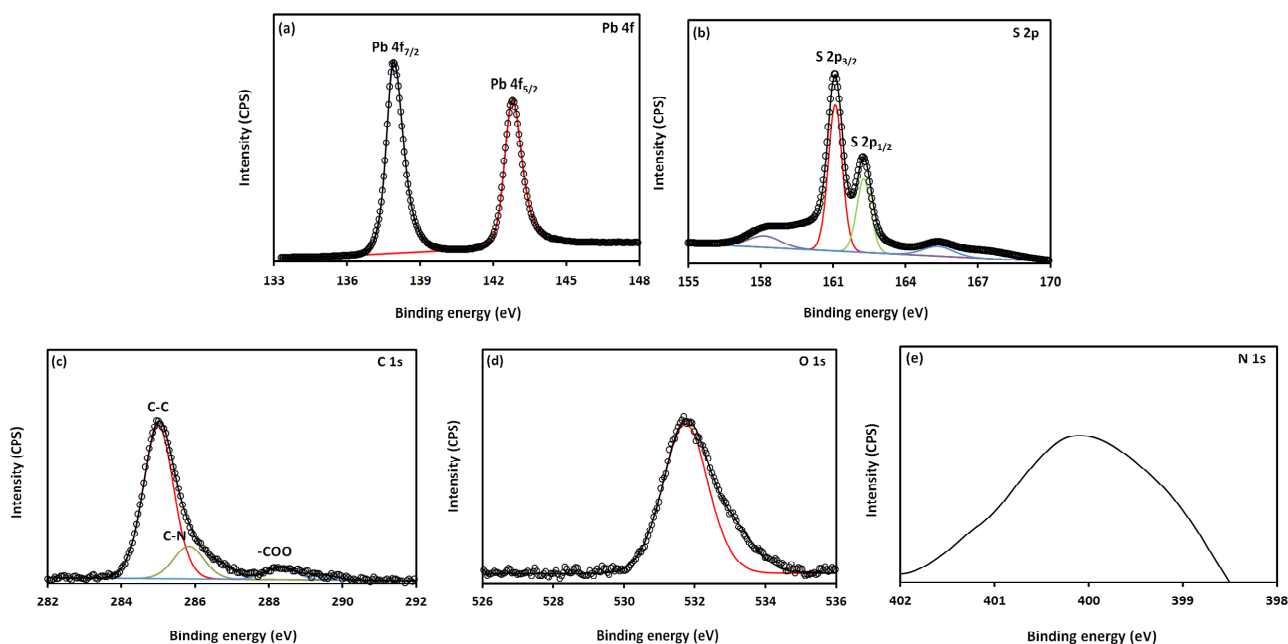 (a)
Pb 4f
Pb 4f7/2
Pb 4f5/2
Intensity (CPS)
133 136 139 142 145 148
Binding energy (eV)
(b)
S 2p
S 2p3/2
S 2p1/2
Intensity (CPS)
155 158 161 164 167 170
Binding energy (eV)
(c)
C 1s
C-C
C-N
-COO
Intensity (CPS)
282 284 286 288 290 292
Binding energy (eV)
(d)
O 1s
Intensity (CPS)
526 528 530 532 534 536
Binding energy (eV)
(e)
N 1s
Intensity (CPS)
402 401 400 399 398
Binding energy (eV)